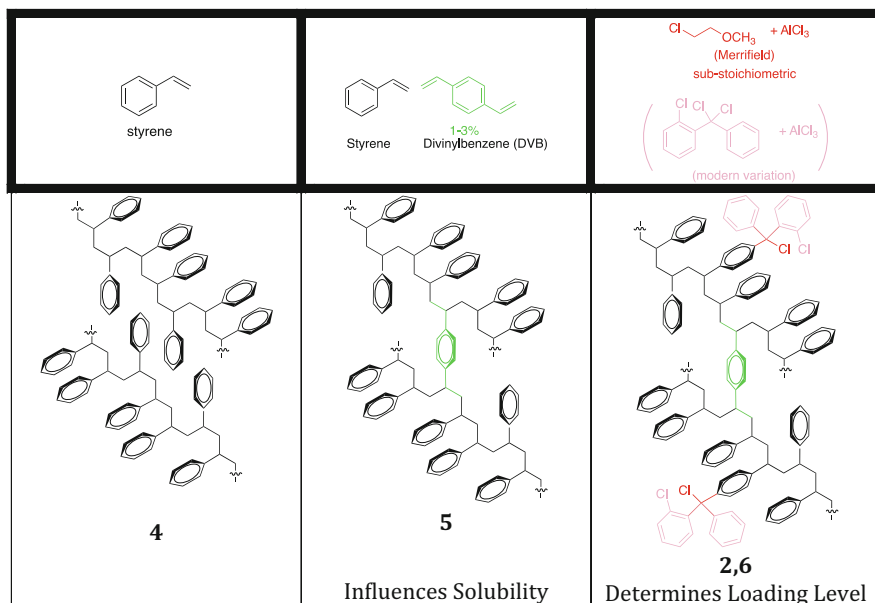 styrene
Styrene
1-3%
Divinylbenzene (DVB)
Cl
OCH3
+ AlCl3
(Merrifield)
sub-stoichiometric
Cl
Cl
Cl
+ AlCl3
(modern variation)
4
5
Cl
Cl
Cl
Cl
2,6
Influences Solubility
Determines Loading Level